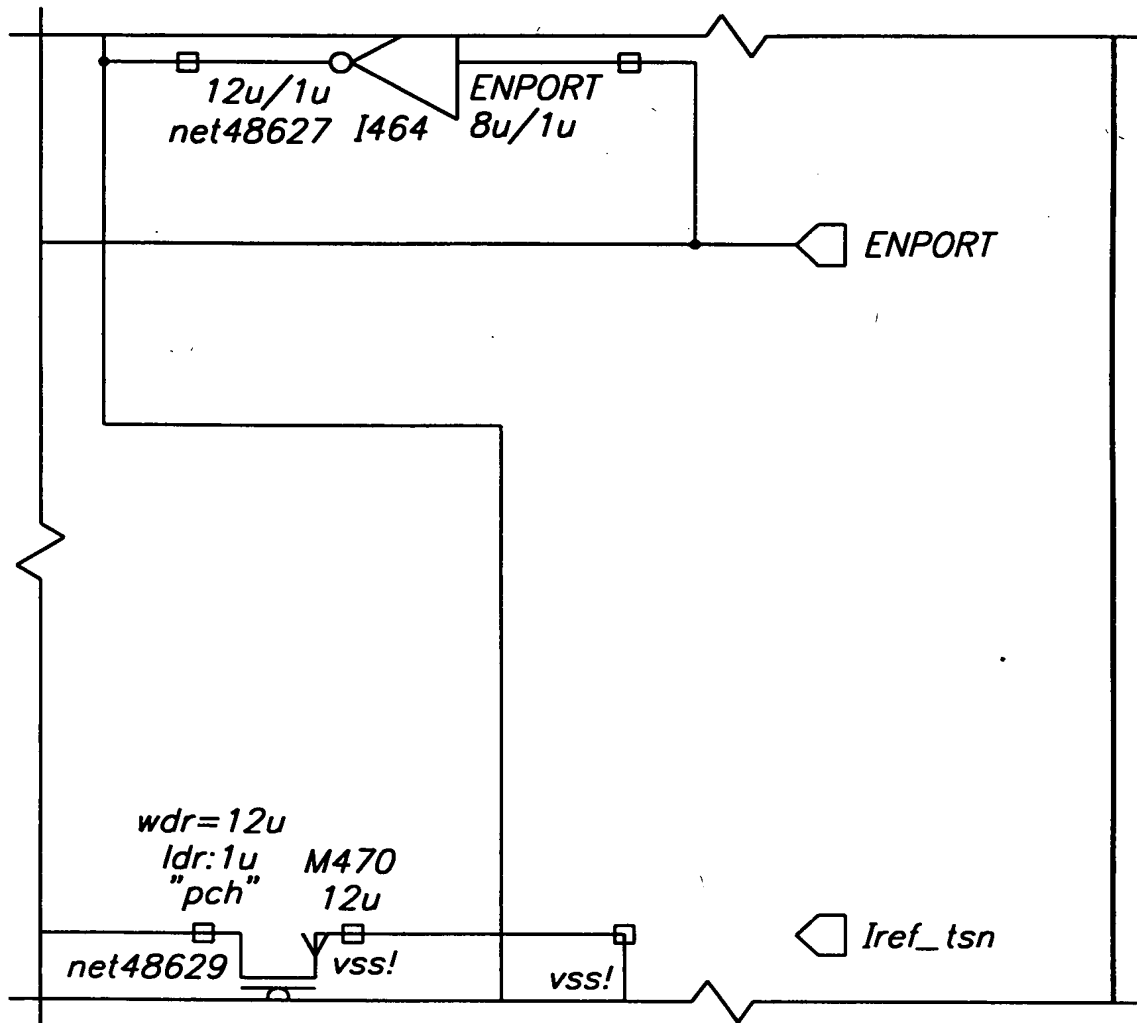 12u/1u
net48627
I464
ENPORT
8u/1u
ENPORT
wdr=12u
ldr:1u
"pch"
M470
12u
net48629
vss!
vss!
Iref_tsn